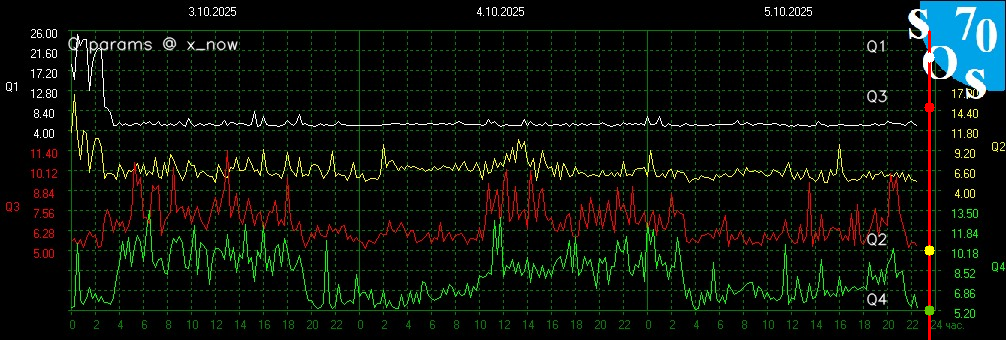 3.10.2025 4.10.2025 5.10.2025
Q params @ x_now
Q1
26.00
21.60
17.20
12.80
8.40
4.00
Q3
11.40
10.12
8.84
7.56
6.28
5.00
Q1
Q3
Q2
Q4
SOS 70
14.40
11.80
9.20
6.60
4.00
Q2
13.50
11.84
10.18
8.52
6.86
5.20
Q4
0 2 4 6 8 10 12 14 16 18 20 22 0 2 4 6 8 10 12 14 16 18 20 22 0 2 4 6 8 10 12 14 16 18 20 22 24 час.